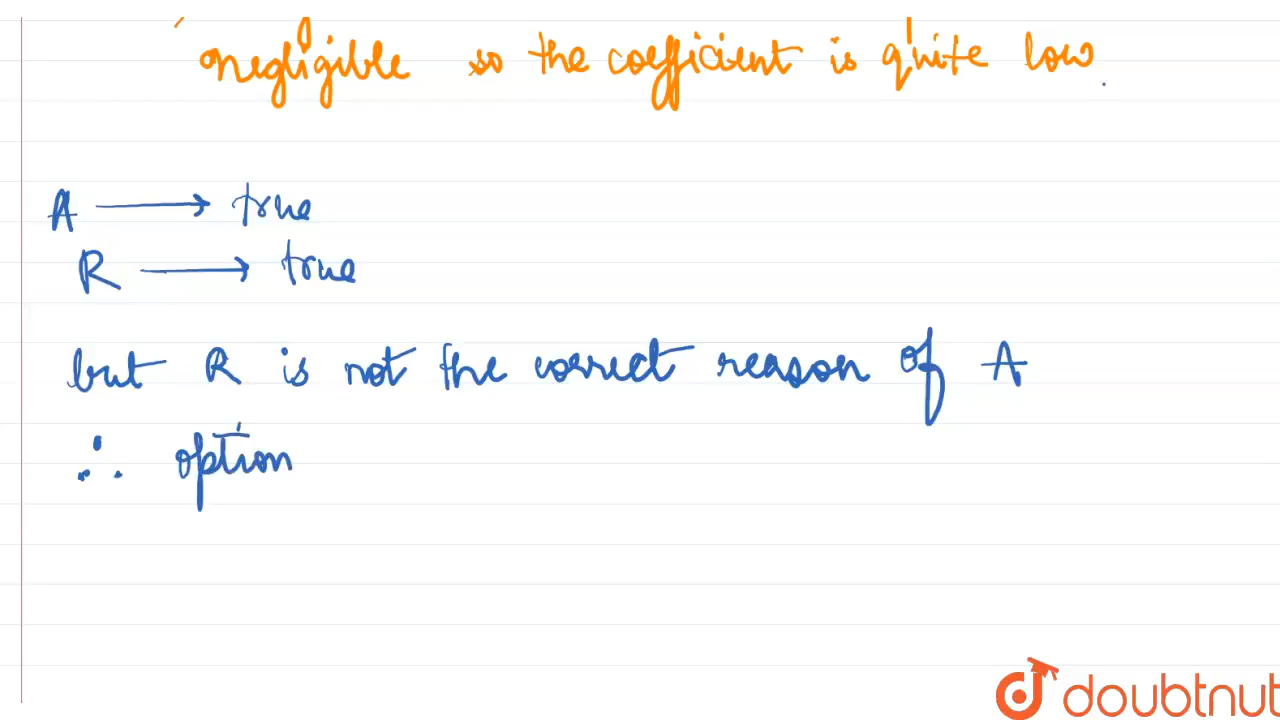 negligible so the coefficient is quite low
A → true
R → true
but R is not the correct reason of A
∴ option
doubtnut